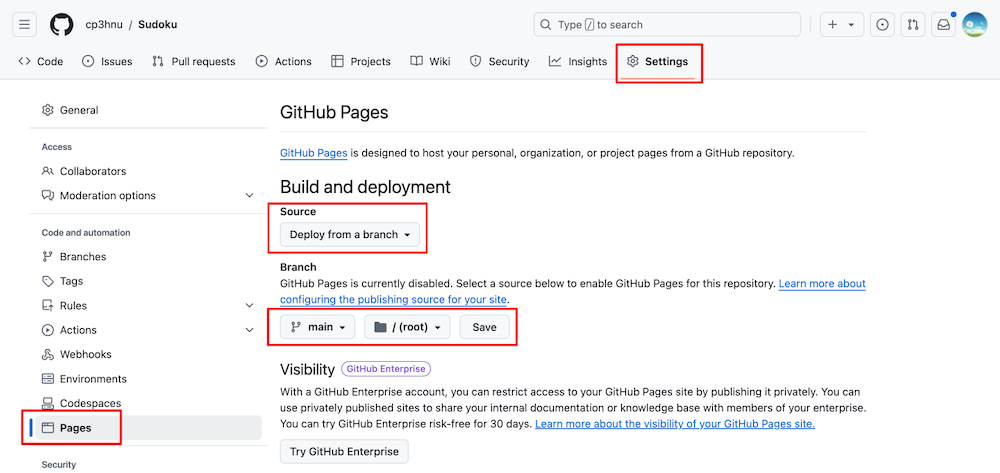 cp3hnu / Sudoku
Type / to search
Code
Issues
Pull requests
Actions
Projects
Wiki
Security
Insights
Settings
General
Access
Collaborators
Moderation options
Code and automation
Branches
Tags
Rules
Actions
Webhooks
Environments
Codespaces
Pages
Security
GitHub Pages
GitHub Pages is designed to host your personal, organization, or project pages from a GitHub repository.
Build and deployment
Source
Deploy from a branch
Branch
GitHub Pages is currently disabled. Select a source below to enable GitHub Pages for this repository. Learn more about
configuring the publishing source for your site.
main
/ (root)
Save
Visibility GitHub Enterprise
With a GitHub Enterprise account, you can restrict access to your GitHub Pages site by publishing it privately. You can
use privately published sites to share your internal documentation or knowledge base with members of your enterprise.
You can try GitHub Enterprise risk-free for 30 days. Learn more about the visibility of your GitHub Pages site.
Try GitHub Enterprise